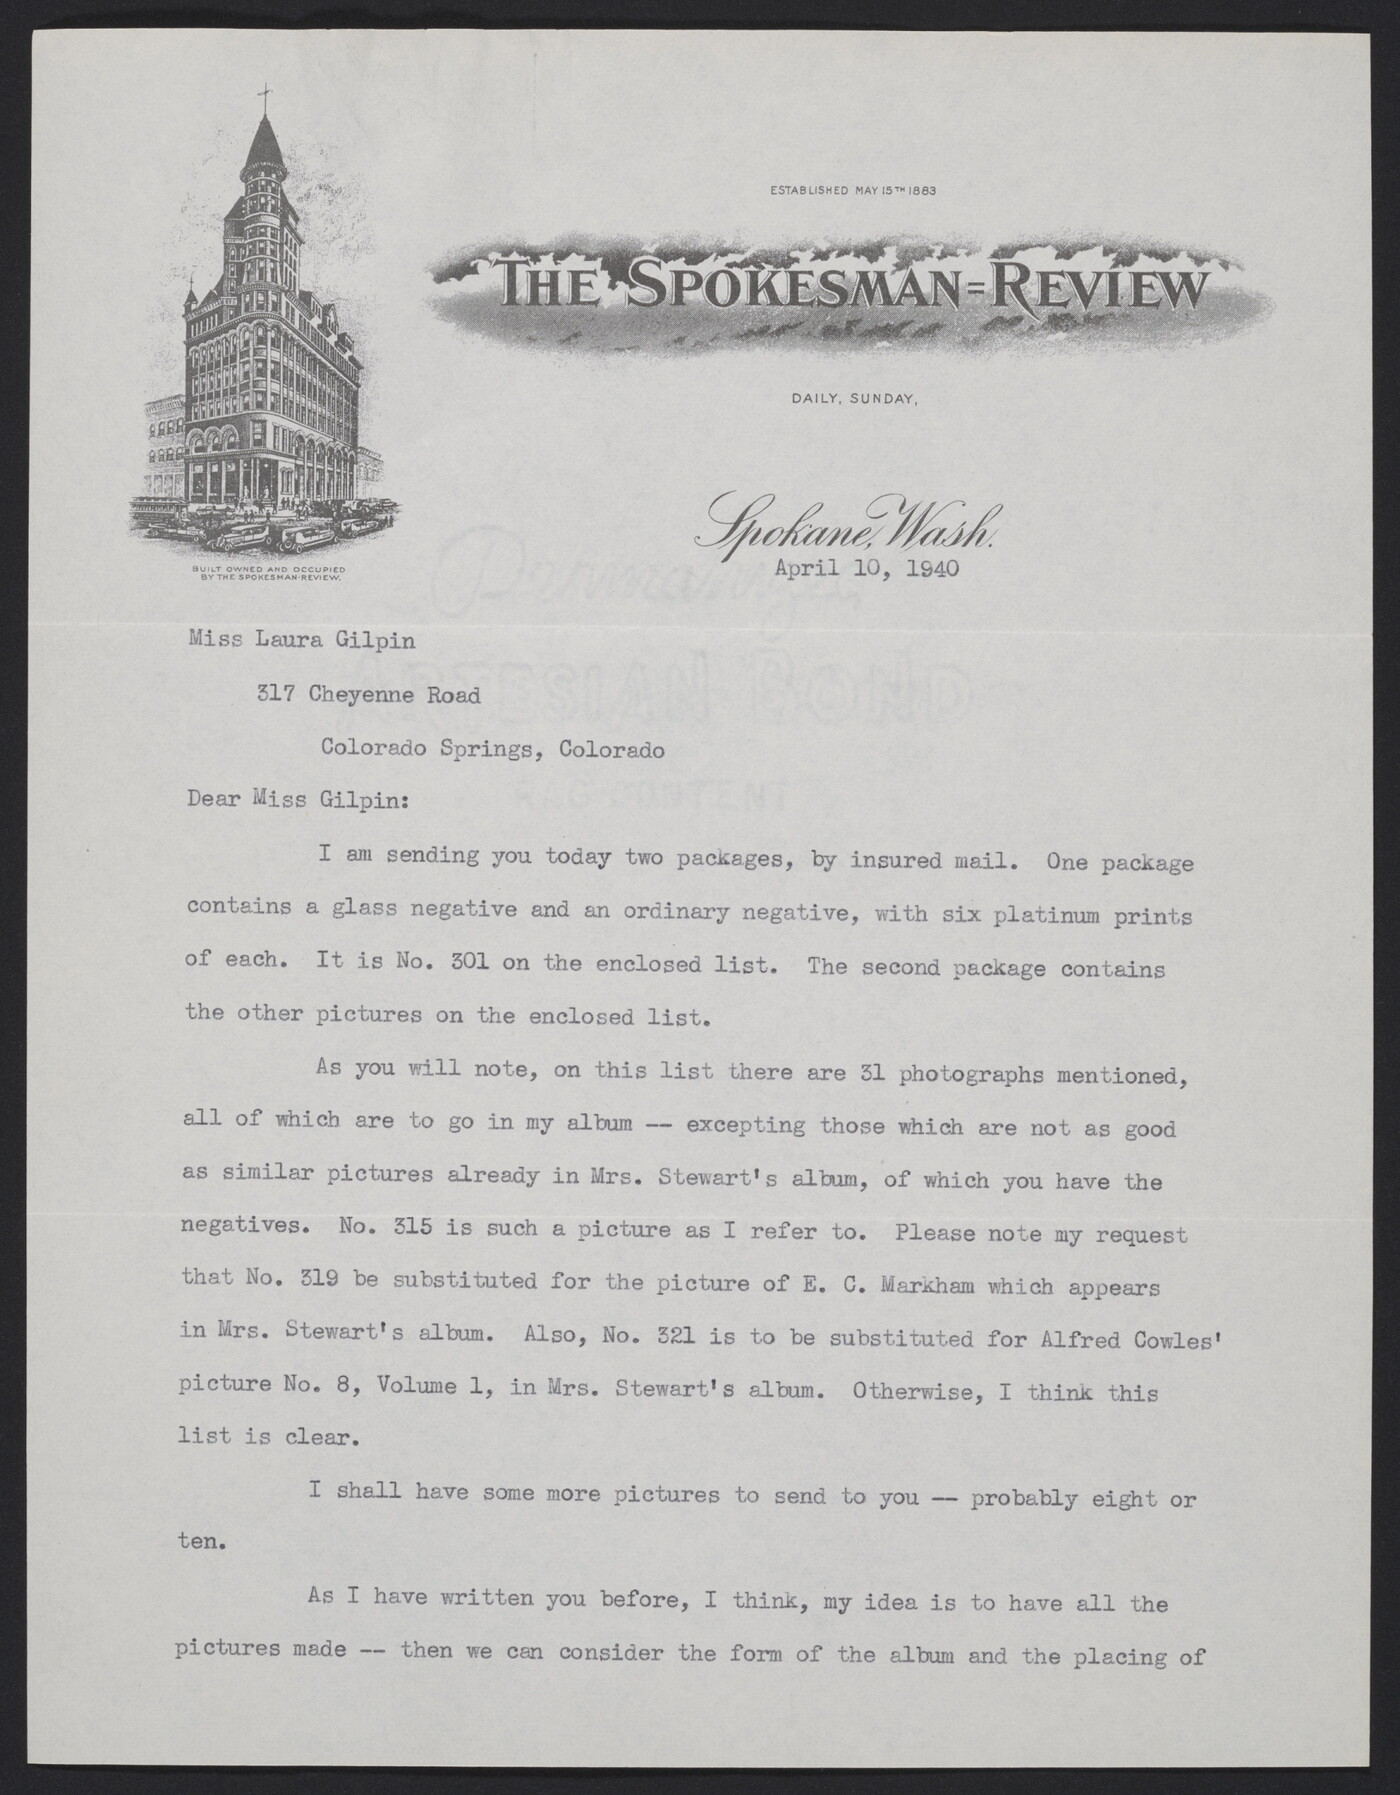 ESTABLISHED MAY 15TH 1883
THE SPOKESMAN=REVIEW
DAILY, SUNDAY,
Spokane, Wash.
BUILT OWNED AND OCCUPIED
BY THE SPOKESMAN-REVIEW.
April 10, 1940
Miss Laura Gilpin
317 Cheyenne Road
Colorado Springs, Colorado
Dear Miss Gilpin:
I am sending you today two packages, by insured mail. One package
contains a glass negative and an ordinary negative, with six platinum prints
of each. It is No. 301 on the enclosed list. The second package contains
the other pictures on the enclosed list.
As you will note, on this list there are 31 photographs mentioned,
all of which are to go in my album -- excepting those which are not as good
as similar pictures already in Mrs. Stewart's album, of which you have the
negatives. No. 315 is such a picture as I refer to. Please note my request
that No. 319 be substituted for the picture of E. C. Markham which appears
in Mrs. Stewart's album. Also, No. 321 is to be substituted for Alfred Cowles'
picture No. 8, Volume 1, in Mrs. Stewart's album. Otherwise, I think this
list is clear.
I shall have some more pictures to send to you -- probably eight or
ten.
As I have written you before, I think, my idea is to have all the
pictures made -- then we can consider the form of the album and the placing of